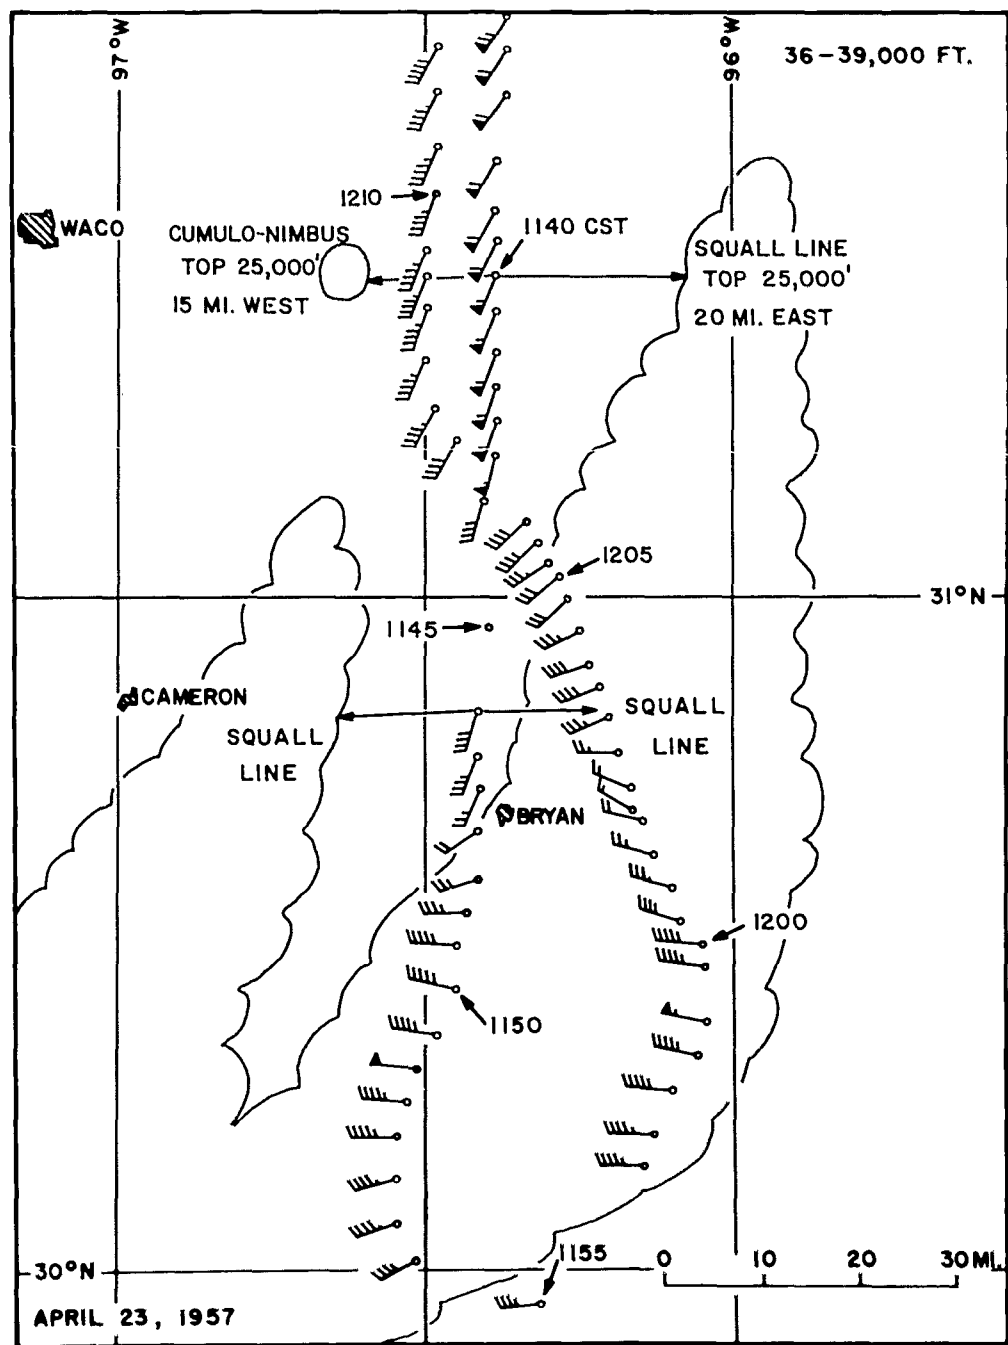 97°W
96°W
36-39,000 FT.
1210
WACO
CUMULO-NIMBUS
TOP 25,000'
15 MI. WEST
1140 CST
SQUALL LINE
TOP 25,000'
20 MI. EAST
1205
31°N
1145
CAMERON
SQUALL
LINE
SQUALL
LINE
BRYAN
1200
1150
1155
30°N
0 10 20 30 MI.
APRIL 23, 1957